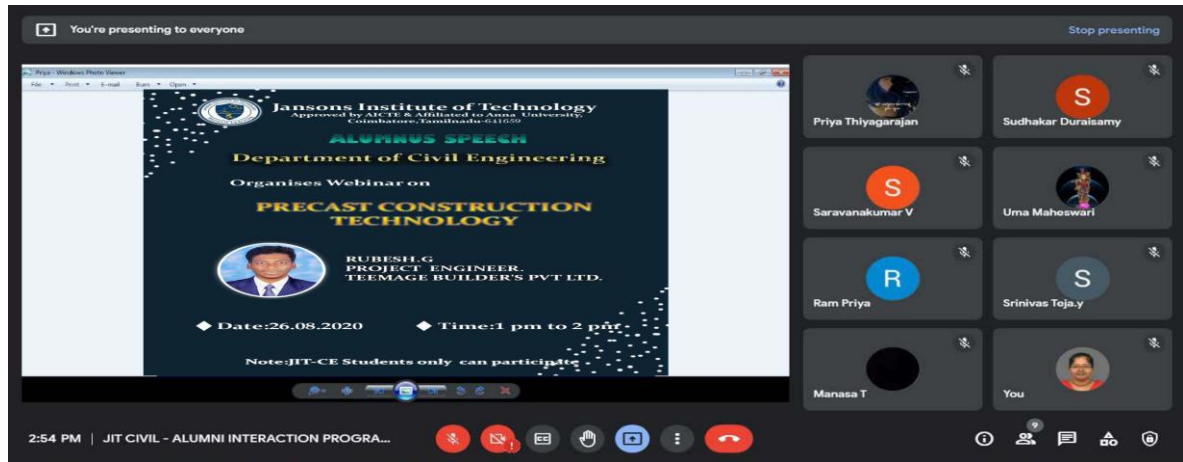 You're presenting to everyone
Stop presenting
Priya - Windows Photo Viewer
File Print E-mail Burn Open
Jansons Institute of Technology
Approved by AICTE & Affiliated to Anna University,
Coimbatore,Tamilnadu-641659
ALUMNUS SPEECH
Department of Civil Engineering
Organises Webinar on
PRECAST CONSTRUCTION
TECHNOLOGY
RUBESH.G
PROJECT ENGINEER.
TEEMAGE BUILDER'S PVT LTD.
Date:26.08.2020 Time:1 pm to 2 pm
Note:JIT-CE Students only can participate
Priya Thiyagarajan
S
Sudhakar Duraisamy
S
Saravanakumar V
Uma Maheswari
R
Ram Priya
S
Srinivas Teja.y
Manasa T
You
2:54 PM | JIT CIVIL - ALUMNI INTERACTION PROGRA...
9